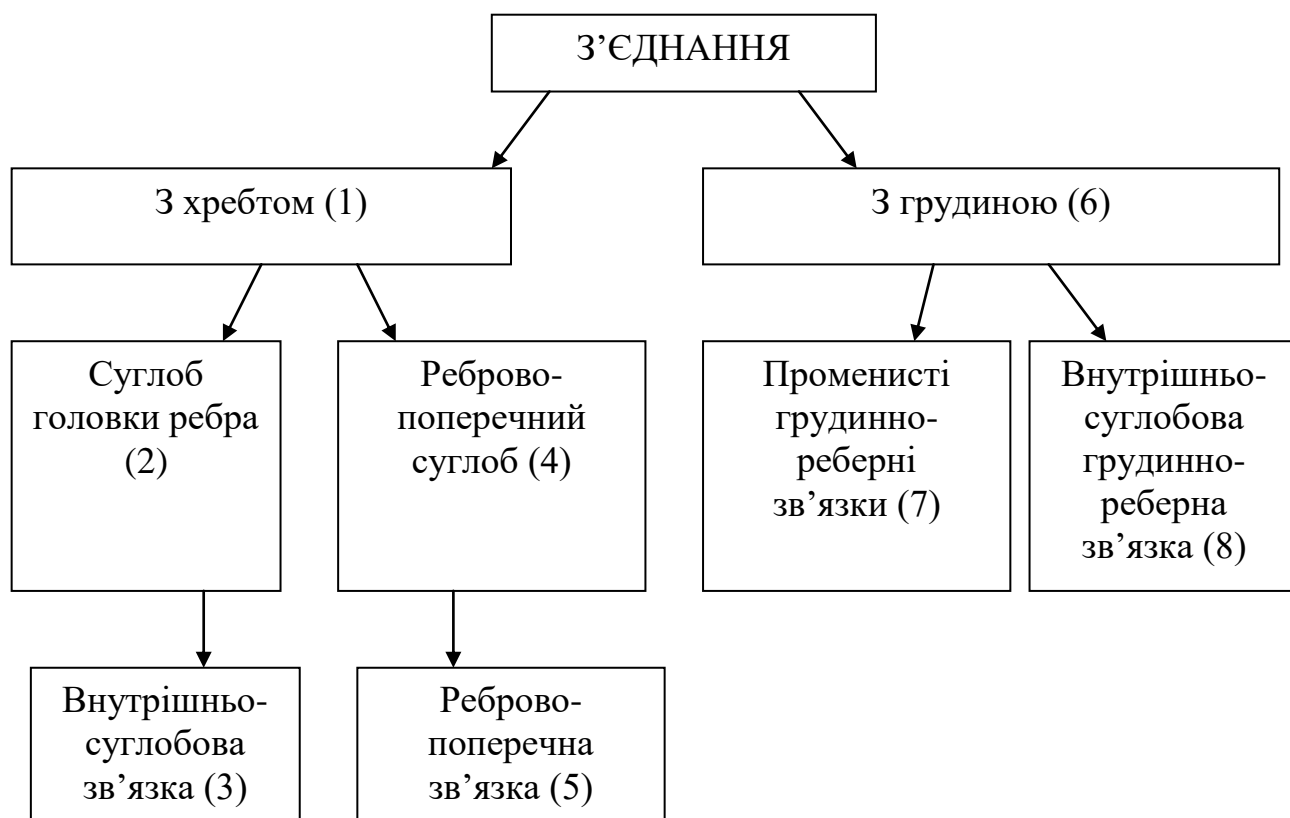 З’ЄДНАННЯ
З хребтом (1)
З грудиною (6)
Суглоб
головки ребра
(2)
Реброво-
поперечний
суглоб (4)
Променисті
грудинно-
реберні
зв’язки (7)
Внутрішньо-
суглобова
грудинно-
реберна
зв’язка (8)
Внутрішньо-
суглобова
зв’язка (3)
Реброво-
поперечна
зв’язка (5)